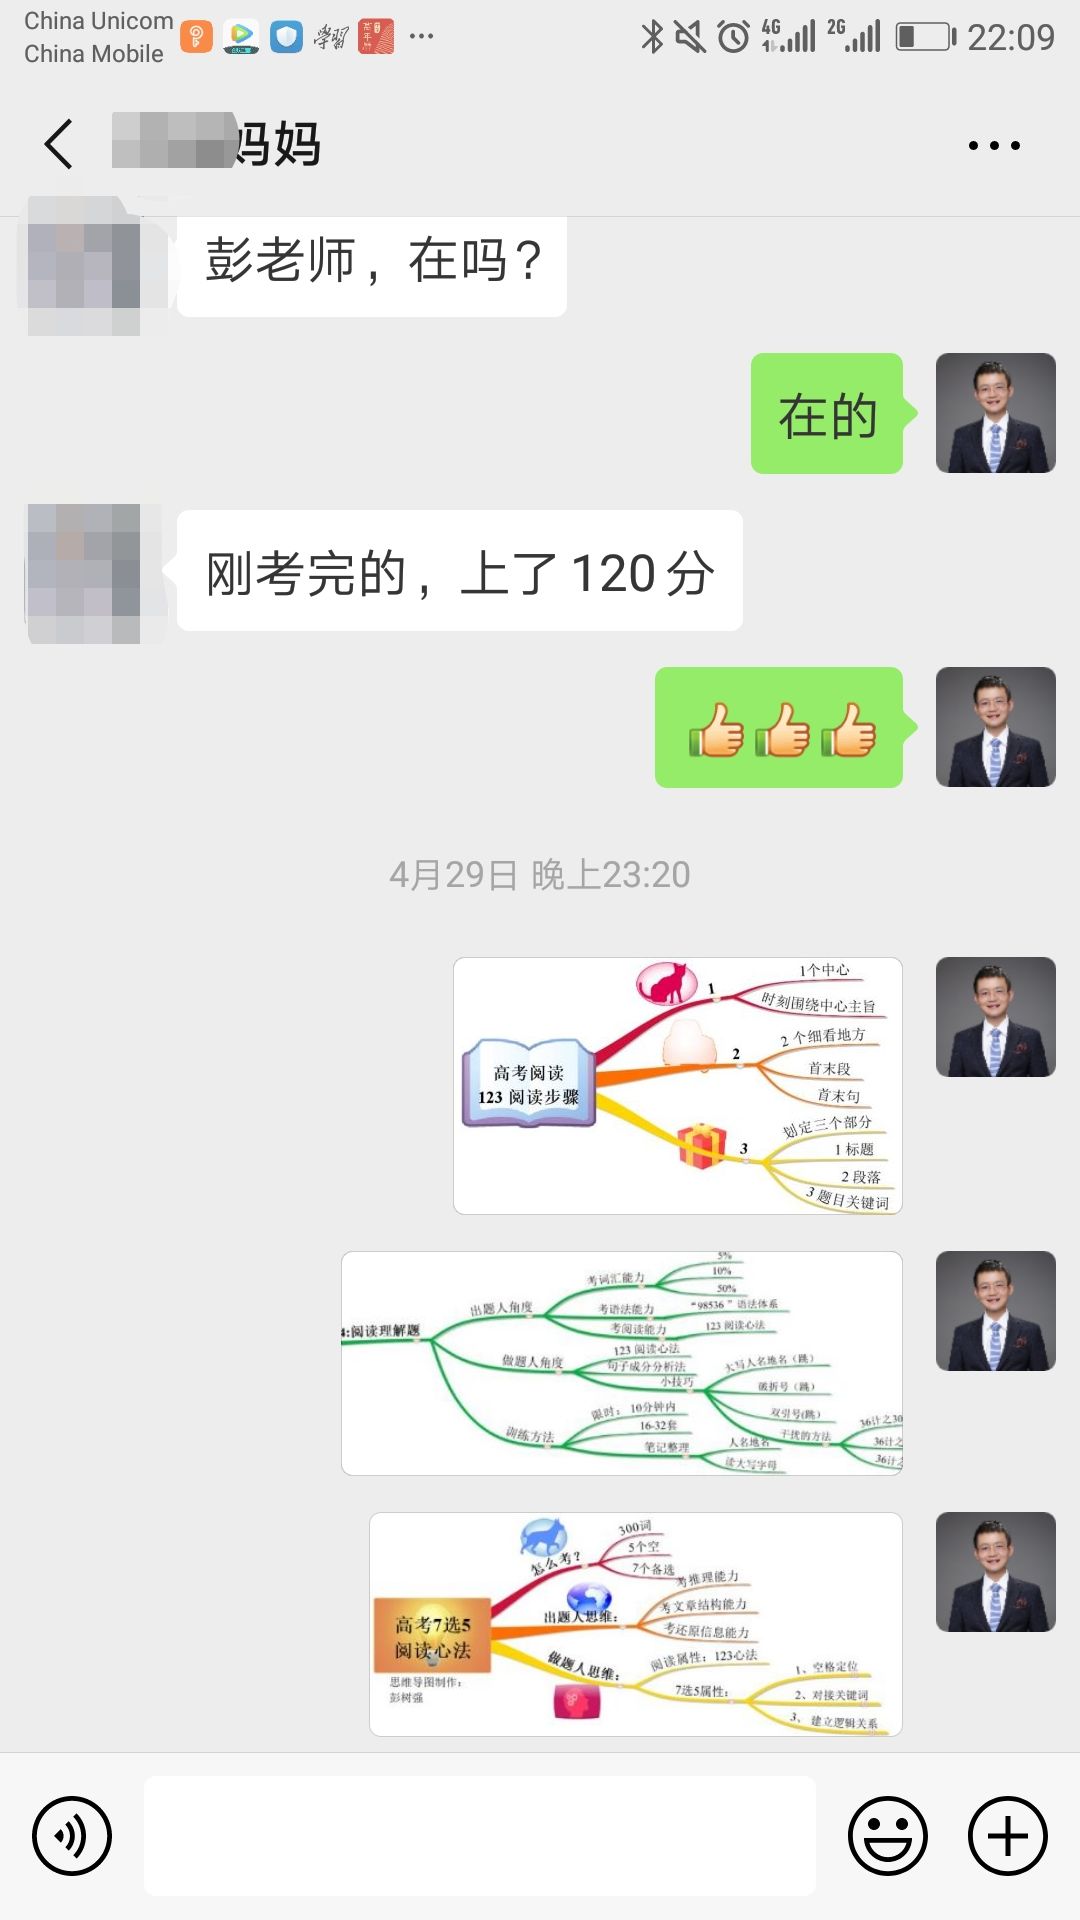 China Unicom
China Mobile
4G
2G
22:09
妈妈
彭老师，在吗？
在的
刚考完的，上了120分
4月29日 晚上23:20
高考阅读
123 阅读步骤
1
1个中心
时刻围绕中心主旨
2
2 个细看地方
首末段
首末句
3
划定三个部分
1 标题
2 段落
3 题目关键词
4:阅读理解题
出题人角度
考词汇能力
5%
10%
50%
考语法能力
“98536 ”语法体系
考阅读能力
123 阅读心法
做题人角度
123 阅读心法
句子成分分析法
小技巧
大写人名地名（跳）
破折号（跳）
双引号(跳)
干扰的方法
36计之30
36计之
36计之
训练方法
限时：10分钟内
16-32套
笔记整理
人名地名
读大写字母
高考7选5
阅读心法
思维导图制作：
彭树强
怎么考？
300词
5个空
7个备选
出题人思维：
考推理能力
考文章结构能力
考还原信息能力
做题人思维：
阅读属性：123心法
7选5属性：
1、空格定位
2、对接关键词
3、 建立逻辑关系